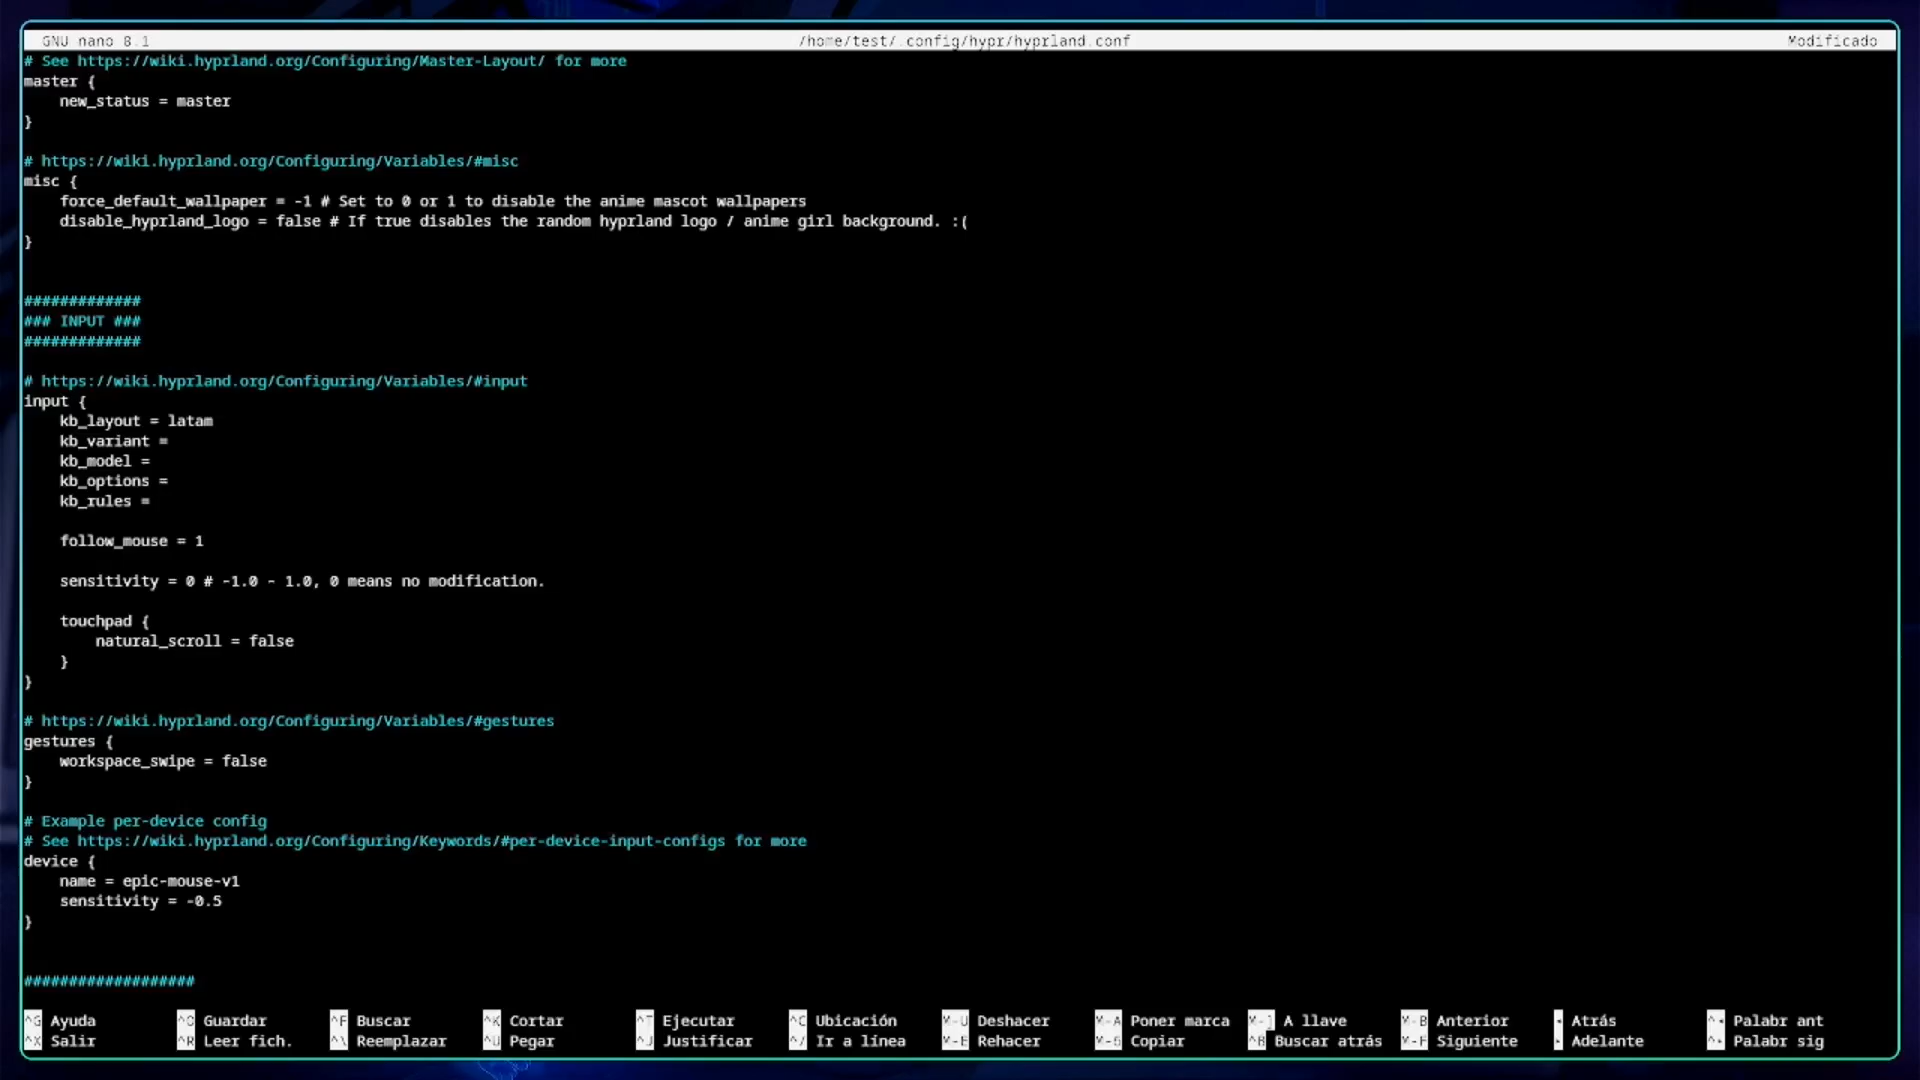 GNU nano 8.1 /home/test/.config/hypr/hyprland.conf Modificado
# See https://wiki.hyprland.org/Configuring/Master-Layout/ for more
master {
    new_status = master
}
# https://wiki.hyprland.org/Configuring/Variables/#misc
misc {
    force_default_wallpaper = -1 # Set to 0 or 1 to disable the anime mascot wallpapers
    disable_hyprland_logo = false # If true disables the random hyprland logo / anime girl background. :(
}
#############
### INPUT ###
#############
# https://wiki.hyprland.org/Configuring/Variables/#input
input {
    kb_layout = latam
    kb_variant =
    kb_model =
    kb_options =
    kb_rules =
    follow_mouse = 1
    sensitivity = 0 # -1.0 - 1.0, 0 means no modification.
    touchpad {
        natural_scroll = false
    }
}
# https://wiki.hyprland.org/Configuring/Variables/#gestures
gestures {
    workspace_swipe = false
}
# Example per-device config
# See https://wiki.hyprland.org/Configuring/Keywords/#per-device-input-configs for more
device {
    name = epic-mouse-v1
    sensitivity = -0.5
}
###################
^G Ayuda ^O Guardar ^F Buscar ^K Cortar ^T Ejecutar ^C Ubicación M-U Deshacer M-A Poner marca M-] A llave M-B Anterior ◂ Atrás ^◂ Palabr ant
^X Salir ^R Leer fich. ^\ Reemplazar ^U Pegar ^J Justificar ^/ Ir a línea M-E Rehacer M-6 Copiar ^B Buscar atrás M-F Siguiente ▸ Adelante ^▸ Palabr sig